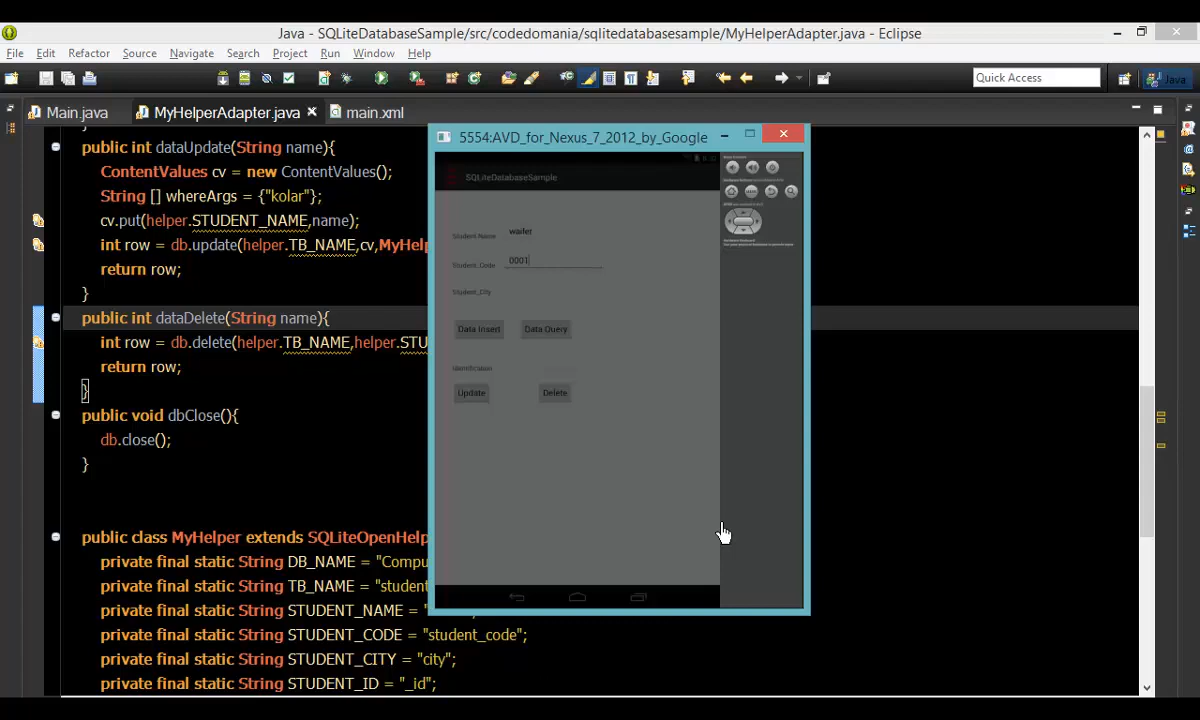 Java - SQLiteDatabaseSample/src/codedomania/sqlitedatabasesample/MyHelperAdapter.java - Eclipse
File Edit Refactor Source Navigate Search Project Run Window Help
Quick Access
Java
Main.java
MyHelperAdapter.java
main.xml
}
public int dataUpdate(String name){
ContentValues cv = new ContentValues();
String [] whereArgs = {"kolar"};
cv.put(helper.STUDENT_NAME,name);
int row = db.update(helper.TB_NAME,cv,MyHelp
return row;
}
public int dataDelete(String name){
int row = db.delete(helper.TB_NAME,helper.STU
return row;
}
public void dbClose(){
db.close();
}
public class MyHelper extends SQLiteOpenHelp
private final static String DB_NAME = "Compu
private final static String TB_NAME = "student
private final static String STUDENT_NAME = "
private final static String STUDENT_CODE = "student_code";
private final static String STUDENT_CITY = "city";
private final static String STUDENT_ID = "_id";
5554:AVD_for_Nexus_7_2012_by_Google
SQLiteDatabaseSample
Student Name waifer
Student_Code 0001
Student_City
Data Insert Data Query
Identification
Update Delete
MENU